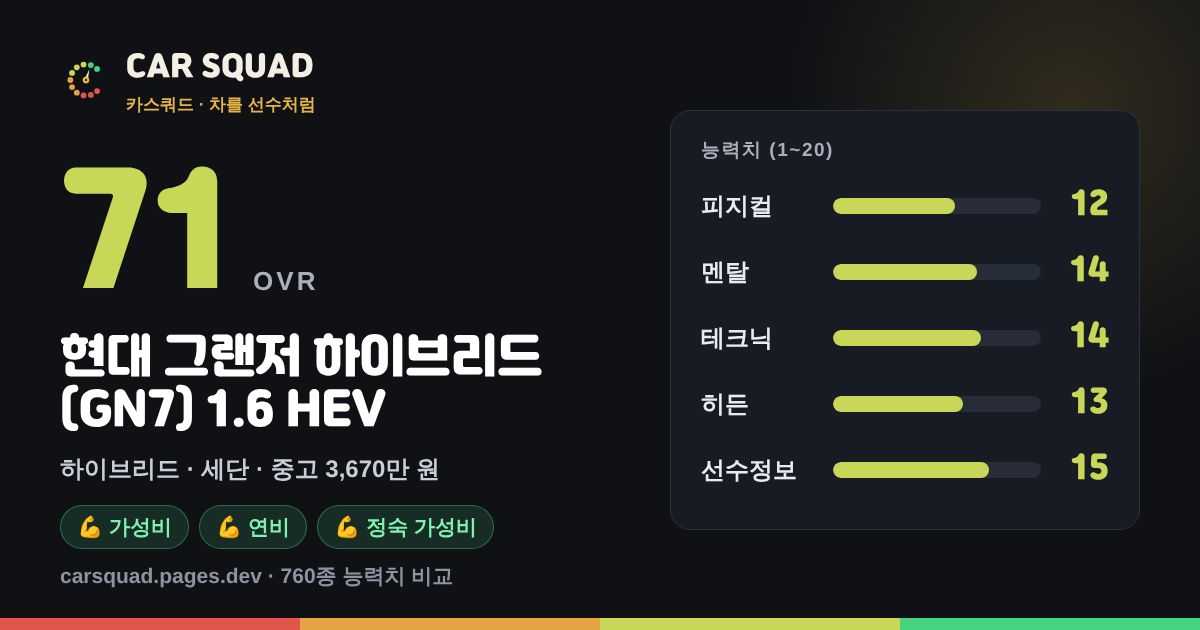 CAR SQUAD
카스쿼드 · 차를 선수처럼
71 OVR
현대 그랜저 하이브리드
(GN7) 1.6 HEV
하이브리드 · 세단 · 중고 3,670만 원
💪 가성비 💪 연비 💪 정숙 가성비
carsquad.pages.dev · 760종 능력치 비교
능력치 (1~20)
피지컬 12
멘탈 14
테크닉 14
히든 13
선수정보 15